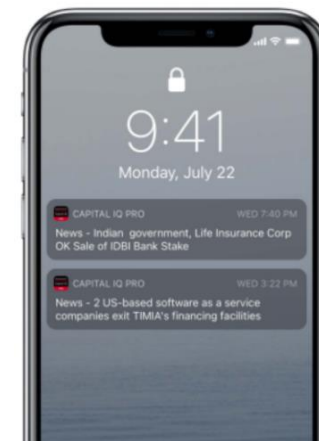 9:41
Monday, July 22
CAPITAL IQ PRO WED 7:40 PM
News - Indian government, Life Insurance Corp
OK Sale of IDBI Bank Stake
CAPITAL IQ PRO WED 3:22 PM
News - 2 US-based software as a service
companies exit TIMIA's financing facilities